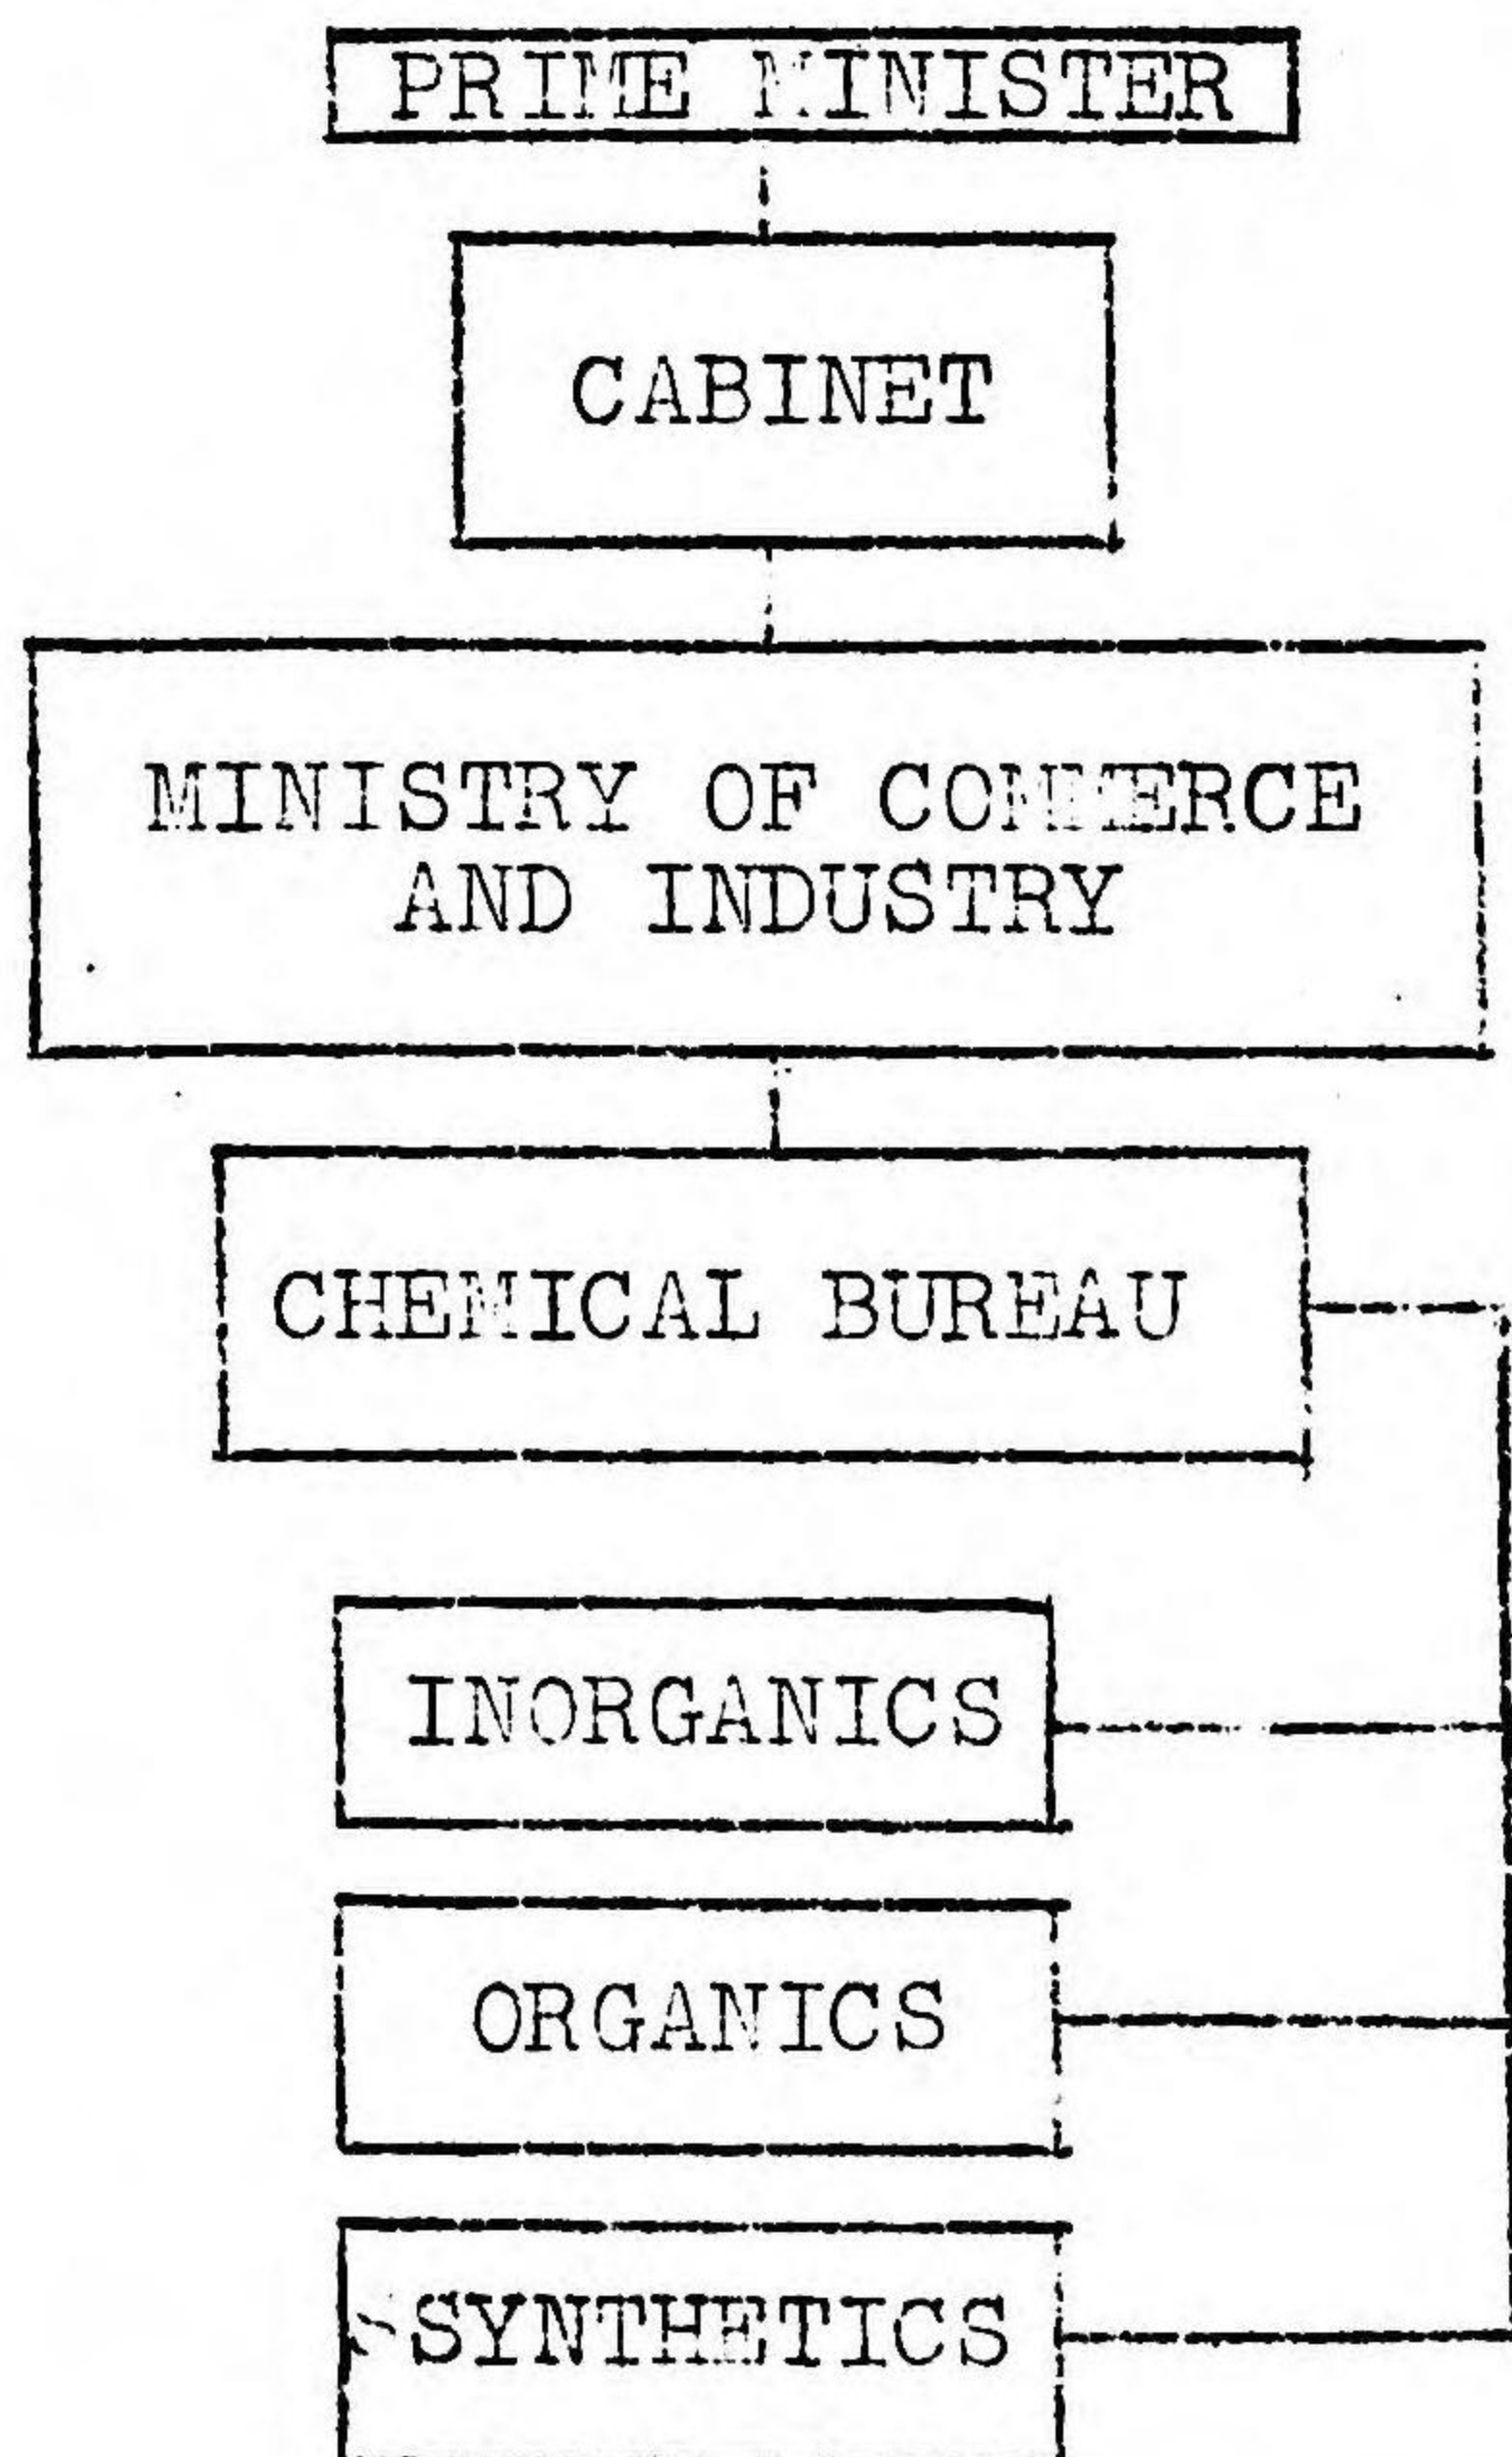 PRIME MINISTER
CABINET
MINISTRY OF COMMERCE
AND INDUSTRY
CHEMICAL BUREAU
INORGANICS
ORGANICS
SYNTHETICS